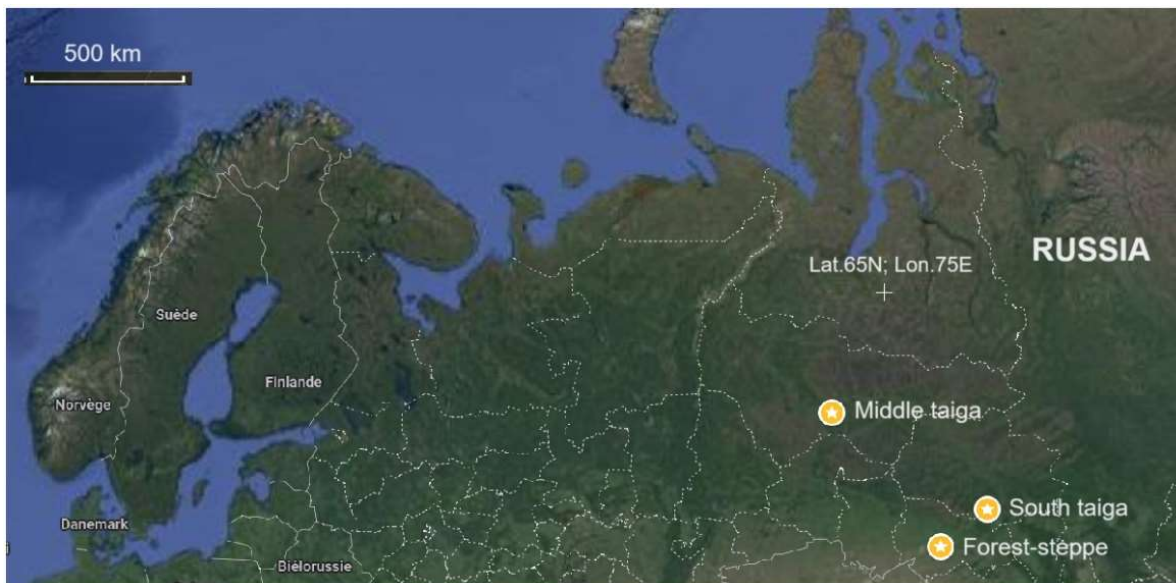 500 km
RUSSIA
Lat.65N; Lon.75E
Suède
Finlande
Norvège
Middle taiga
South taiga
Danemark
Forest-steppe
Biélorussie